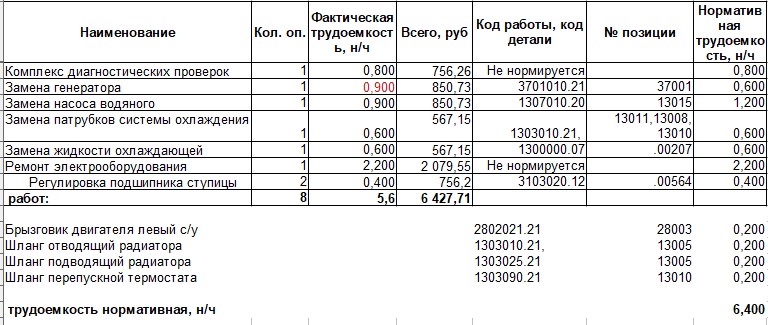 Наименование Кол. оп. Фактическая трудоемкост ь, н/ч Всего, руб Код работы, код детали № позиции Норматив ная трудоемко сть, н/ч
Комплекс диагностических проверок 1 0,800 756,26 Не нормируется 0,800
Замена генератора 1 0,900 850,73 3701010.21 37001 0,600
Замена насоса водяного 1 0,900 850,73 1307010.20 13015 1,200
Замена патрубков системы охлаждения 1 0,600 567,15 1303010.21, 13011,13008, 13010 0,600
Замена жидкости охлаждающей 1 0,600 567,15 1300000.07 .00207 0,600
Ремонт электрооборудования 1 2,200 2 079,55 Не нормируется 2,200
Регулировка подшипника ступицы 2 0,400 756,2 3103020.12 .00564 0,400
работ: 8 5,6 6 427,71
Брызговик двигателя левый с/у 2802021.21 28003 0,200
Шланг отводящий радиатора 1303010.21, 13005 0,200
Шланг подводящий радиатора 1303025.21 13005 0,200
Шланг перепускной термостата 1303090.21 13010 0,200
трудоемкость нормативная, н/ч 6,400